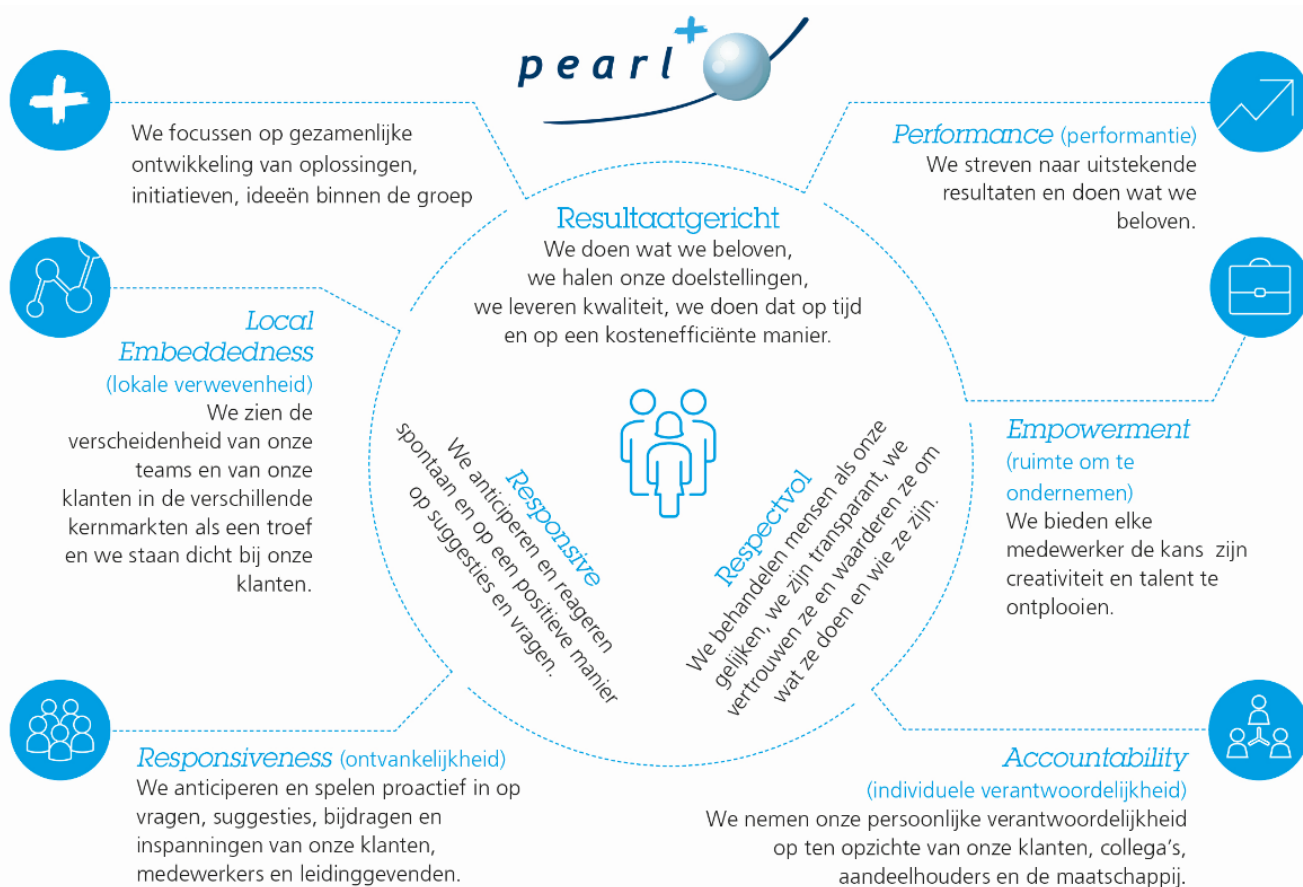 pearl+
We focussen op gezamenlijke
ontwikkeling van oplossingen,
initiatieven, ideeën binnen de groep
Performance (performantie)
We streven naar uitstekende
resultaten en doen wat we
beloven.
Resultaatgericht
We doen wat we beloven,
we halen onze doelstellingen,
we leveren kwaliteit, we doen dat op tijd
en op een kostenefficiënte manier.
Local
Embeddedness
(lokale verwevenheid)
We zien de
verscheidenheid van onze
teams en van onze
klanten in de verschillende
kernmarkten als een troef
en we staan dicht bij onze
klanten.
Responsive
We anticiperen en reageren
spontaan en op een positieve manier
op suggesties en vragen.
Respectvol
We behandelen mensen als onze
gelijken, we zijn transparant, we
vertrouwen ze en waarderen ze om
wat ze doen en wie ze zijn.
Empowerment
(ruimte om te
ondernemen)
We bieden elke
medewerker de kans zijn
creativiteit en talent te
ontplooien.
Responsiveness (ontvankelijkheid)
We anticiperen en spelen proactief in op
vragen, suggesties, bijdragen en
inspanningen van onze klanten,
medewerkers en leidinggevenden.
Accountability
(individuele verantwoordelijkheid)
We nemen onze persoonlijke verantwoordelijkheid
op ten opzichte van onze klanten, collega's,
aandeelhouders en de maatschappij.